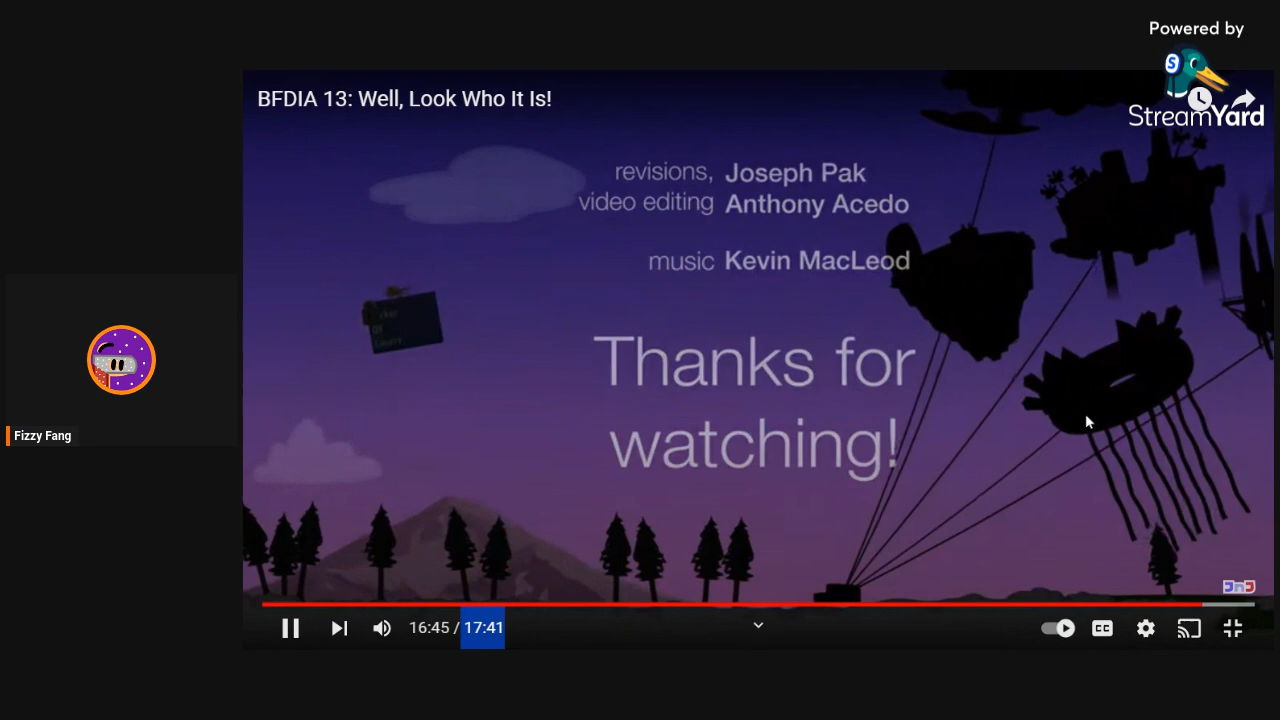 Powered by
StreamYard
BFDIA 13: Well, Look Who It Is!
revisions, Joseph Pak
video editing Anthony Acedo
music Kevin MacLeod
Thanks for
watching!
Fizzy Fang
16:45 / 17:41
CC